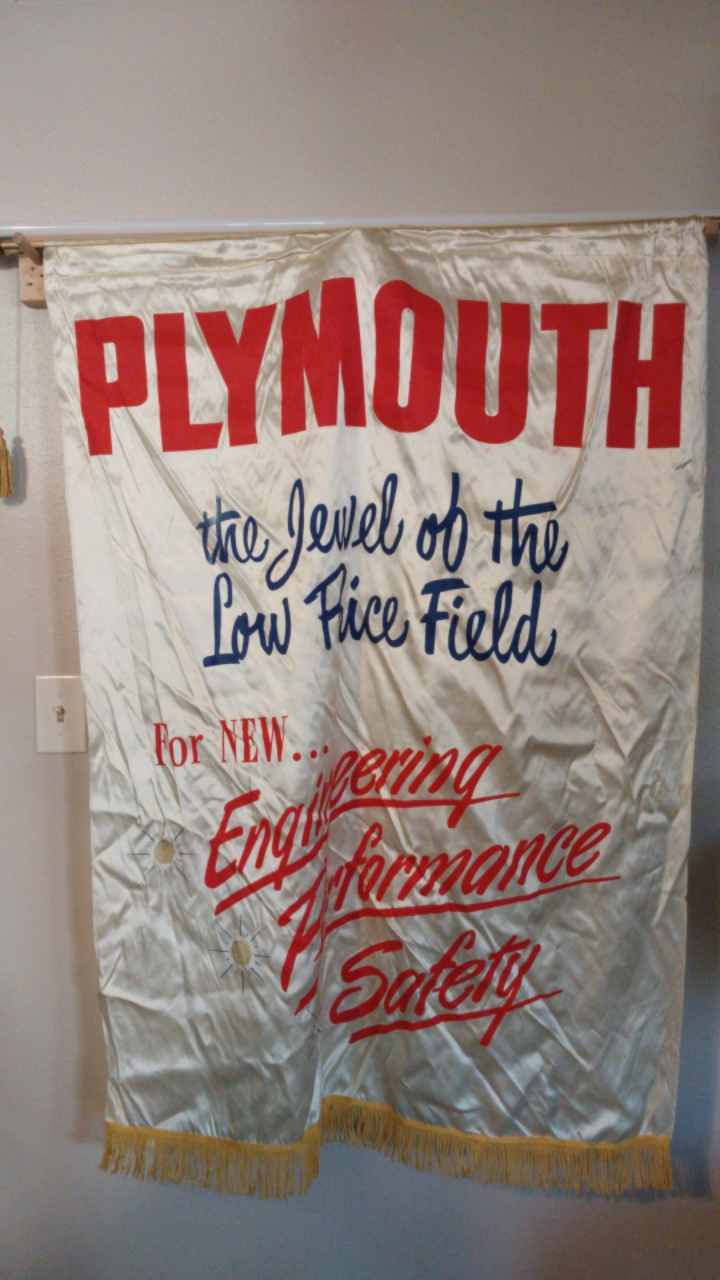 PLYMOUTH
the Jewel of the
Low Price Field
For NEW...
Engineering
Performance
Safety